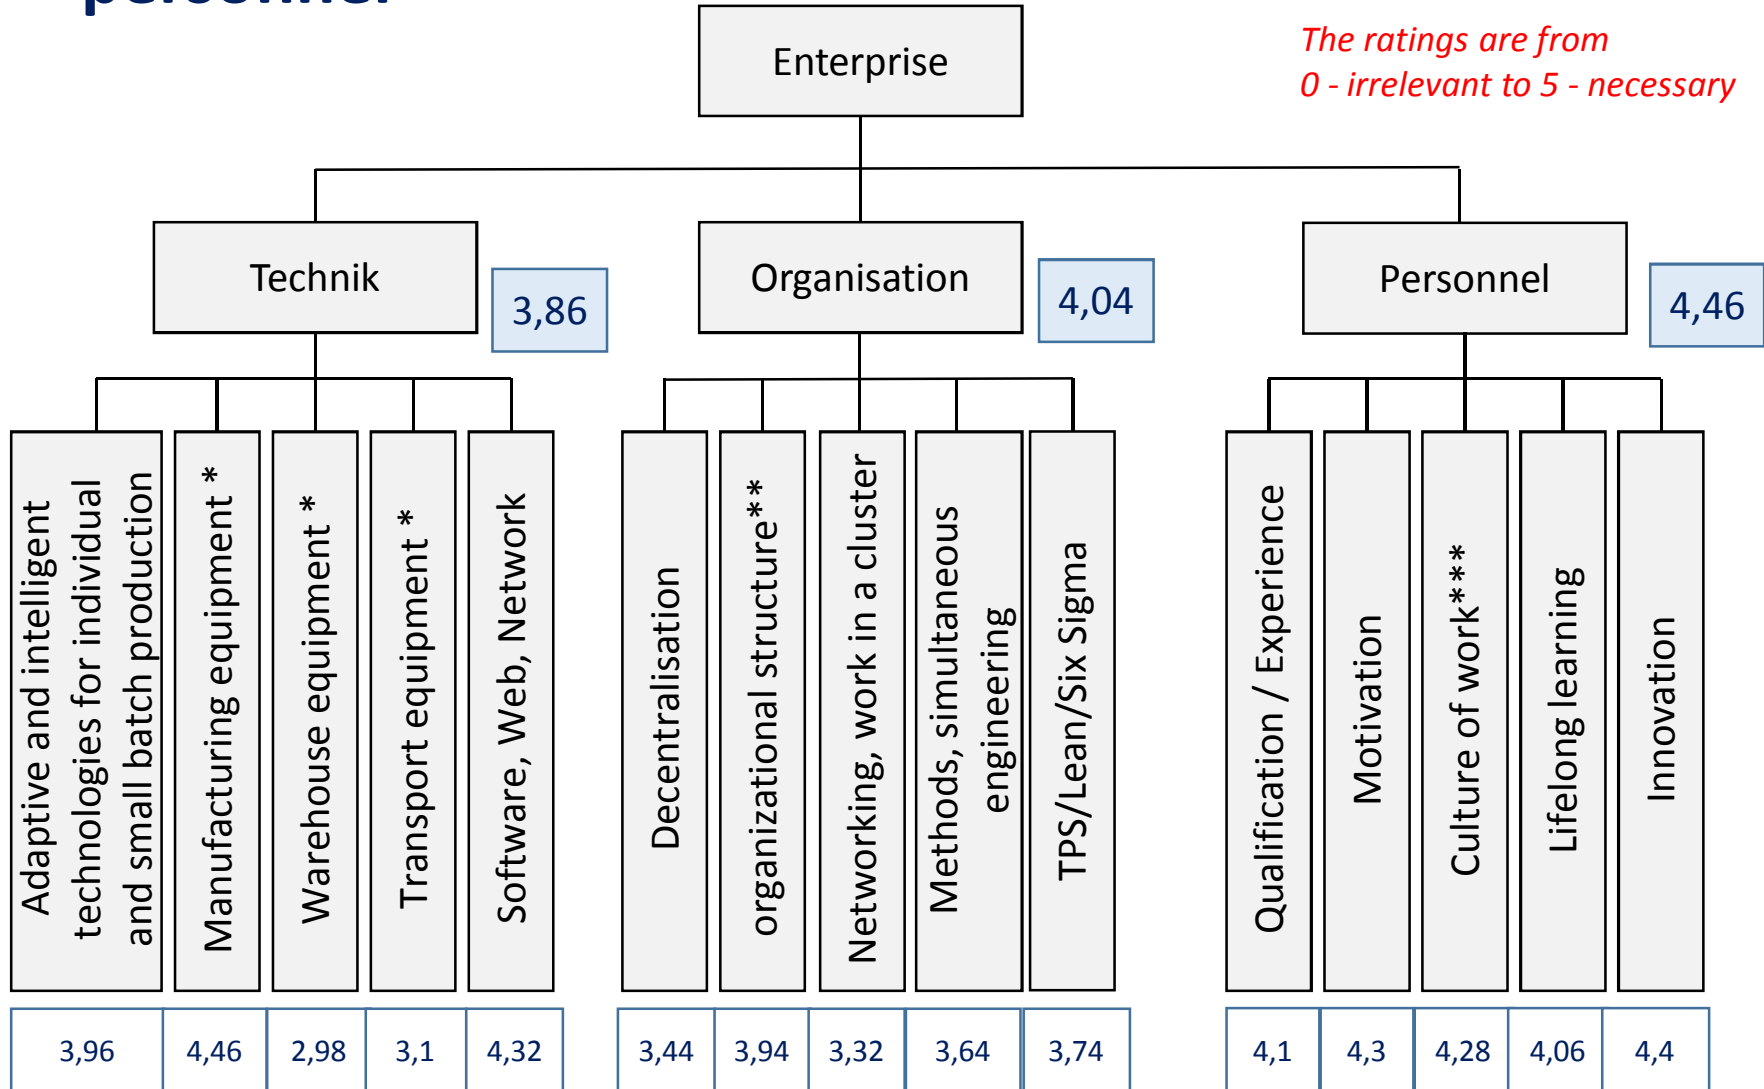 personnel
The ratings are from
0 - irrelevant to 5 - necessary
Enterprise
Technik
3,86
Organisation
4,04
Personnel
4,46
Adaptive and intelligent
technologies for individual
and small batch production
Manufacturing equipment *
Warehouse equipment *
Transport equipment *
Software, Web, Network
Decentralisation
organizational structure**
Networking, work in a cluster
Methods, simultaneous
engineering
TPS/Lean/Six Sigma
Qualification / Experience
Motivation
Culture of work***
Lifelong learning
Innovation
3,96
4,46
2,98
3,1
4,32
3,44
3,94
3,32
3,64
3,74
4,1
4,3
4,28
4,06
4,4